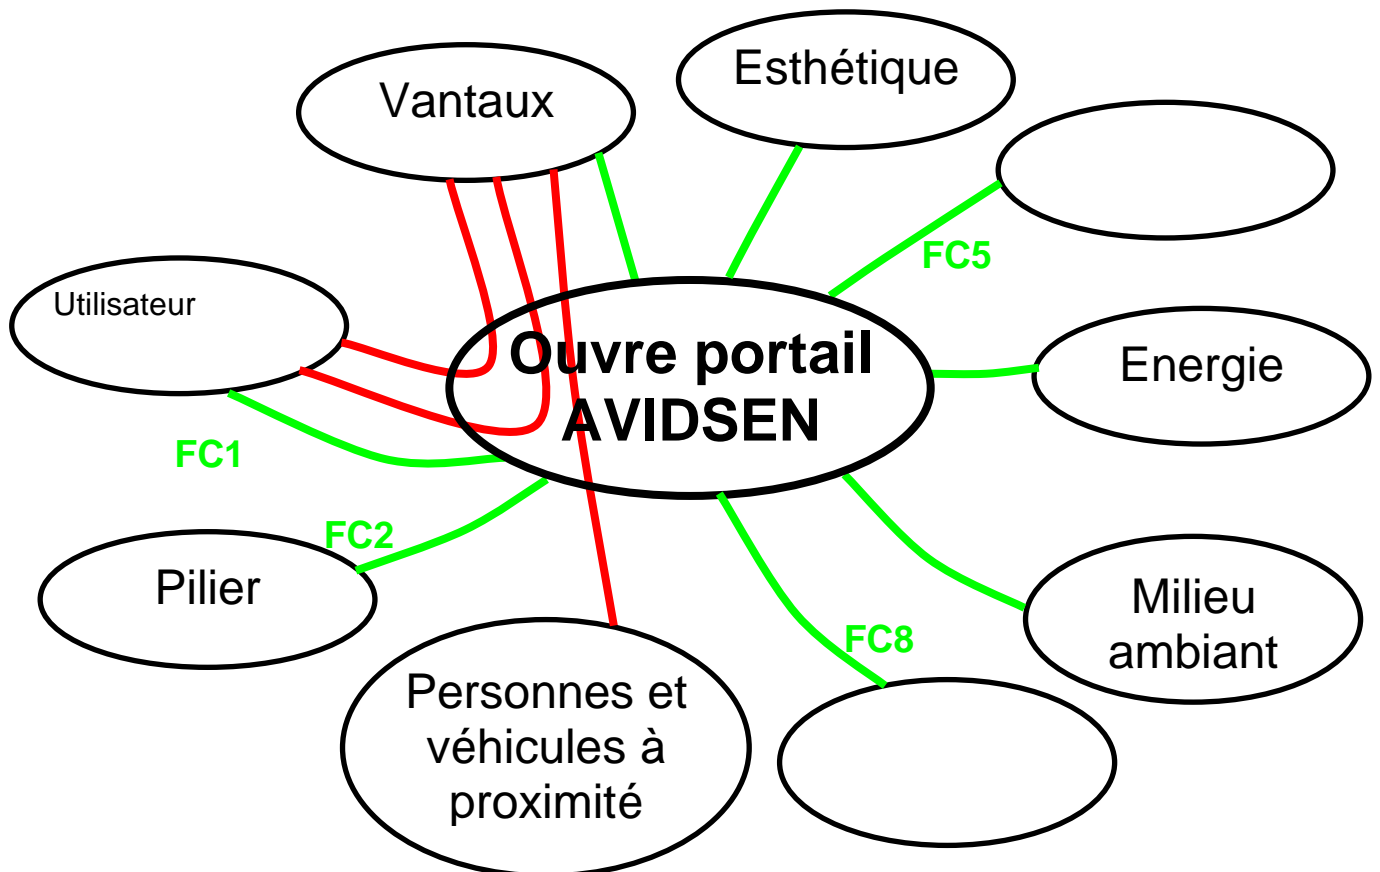 Esthétique
Vantaux
FC5
Utilisateur
Ouvre portail
AVIDSEN
Energie
FC1
FC2
Pilier
Milieu
ambiant
FC8
Personnes et
véhicules à
proximité